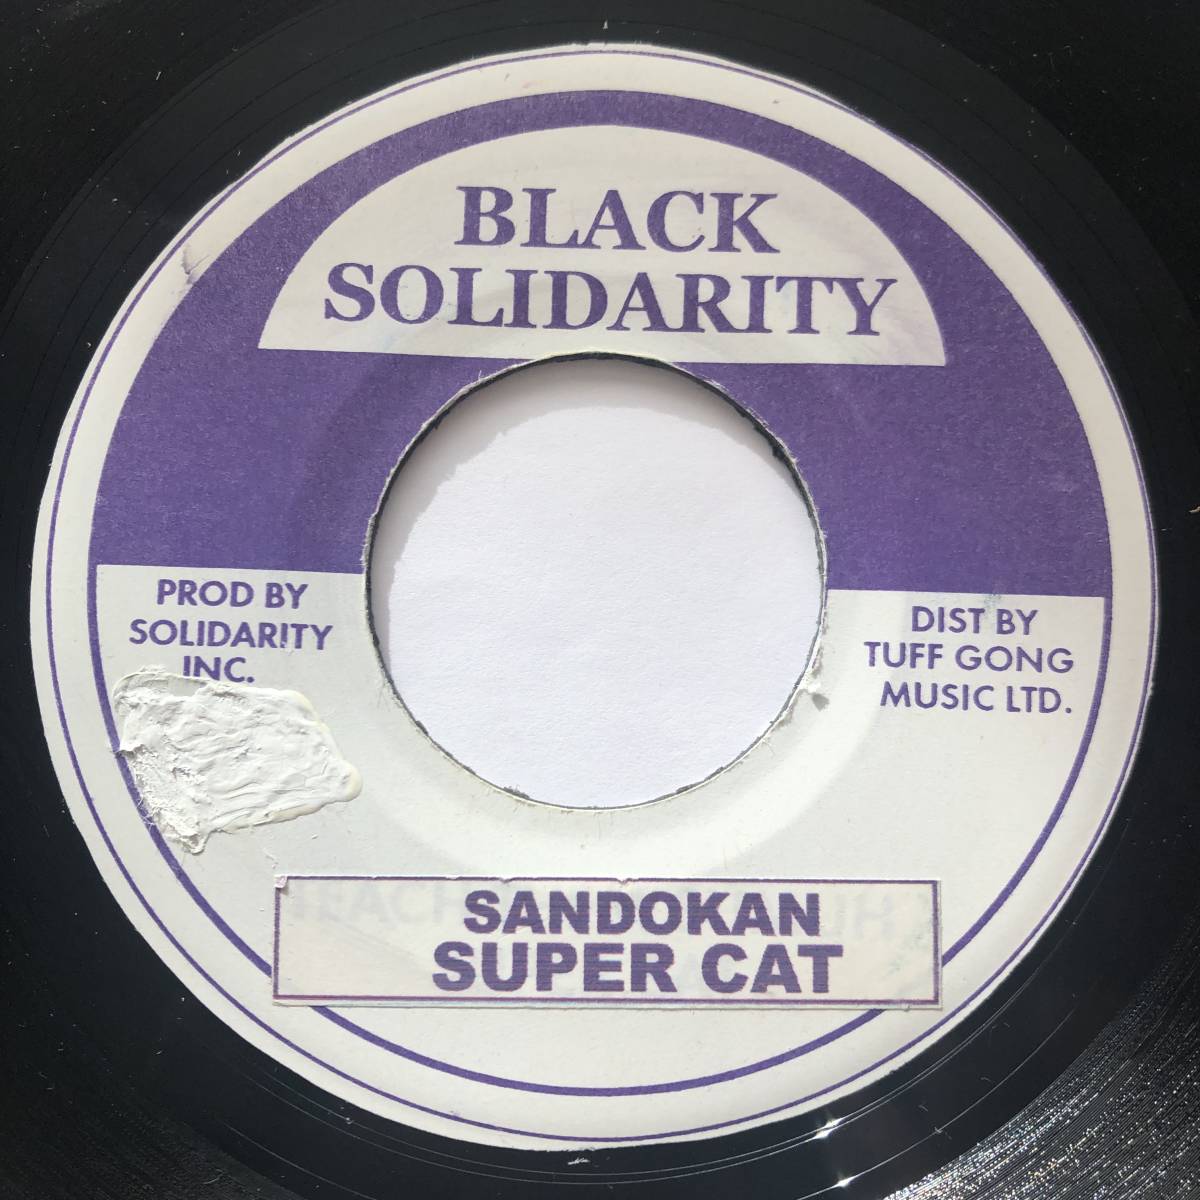 BLACK
SOLIDARITY
PROD BY
SOLIDARITY
INC.
DIST BY
TUFF GONG
MUSIC LTD.
SANDOKAN
SUPER CAT